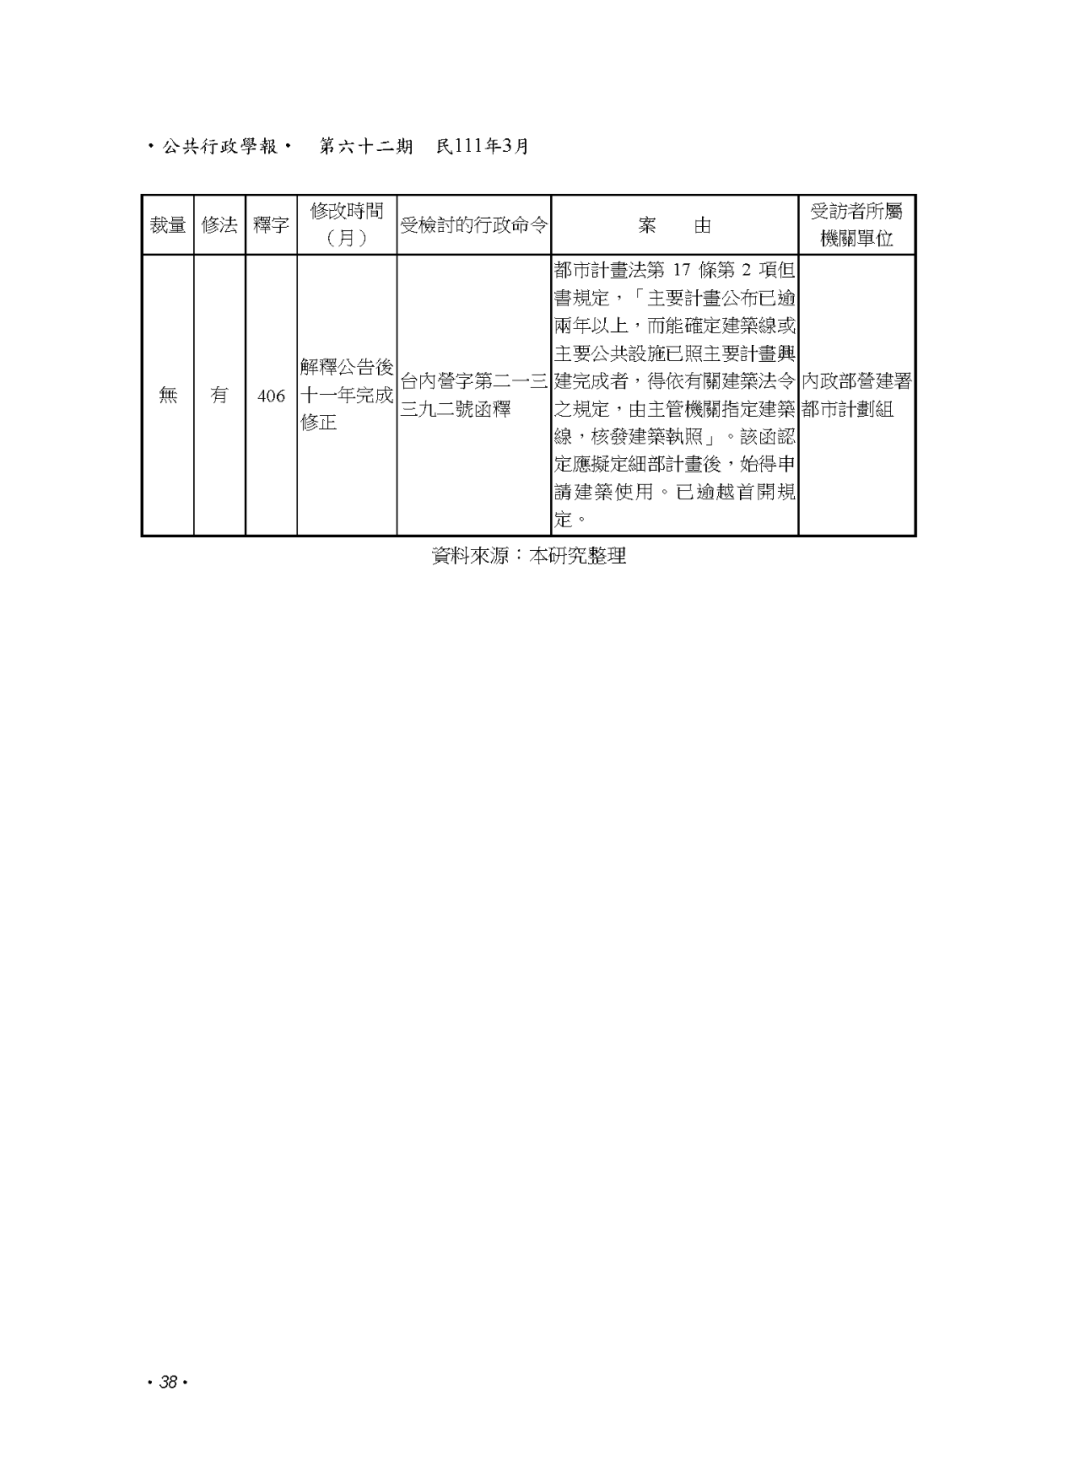 •公共行政學報• 第六十二期 民111年3月
裁量 修法 釋字 修改時間（月） 受檢討的行政命令 案 由 受訪者所屬機關單位
無 有 406
解釋公告後
十一年完成
修正
台內營字第二一三
三九二號函釋
都市計畫法第 17 條第 2 項但
書規定，「主要計畫公布已逾
兩年以上，而能確定建築線或
主要公共設施已照主要計畫興
建完成者，得依有關建築法令
之規定，由主管機關指定建築
線，核發建築執照」。該函認
定應擬定細部計畫後，始得申
請建築使用。已逾越首開規
定。
內政部營建署
都市計劃組
資料來源：本研究整理
•38•